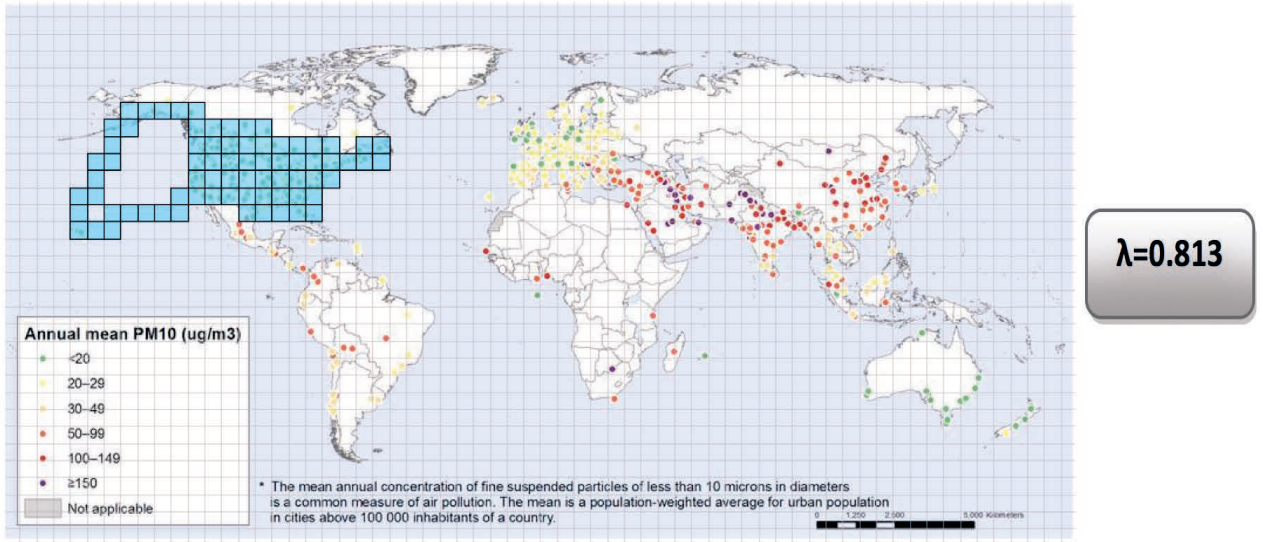 λ=0.813
Annual mean PM10 (ug/m3)
<20
20–29
30–49
50–99
100–149
≥150
Not applicable
* The mean annual concentration of fine suspended particles of less than 10 microns in diameters
is a common measure of air pollution. The mean is a population-weighted average for urban population
in cities above 100 000 inhabitants of a country.
0 1,250 2,500 5,000 Kilometers